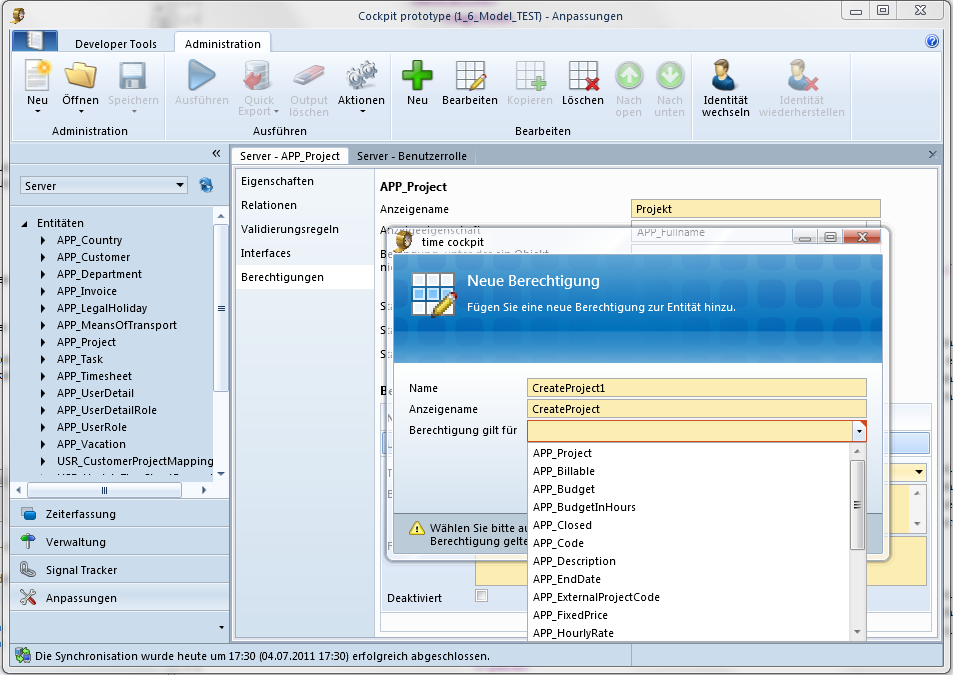 Cockpit prototype (1_6_Model_TEST) - Anpassungen
Developer Tools
Administration
Neu
Öffnen
Speichern
Administration
Ausführen
Quick Export
Output löschen
Aktionen
Ausführen
Neu
Bearbeiten
Kopieren
Löschen
Nach open
Nach unten
Bearbeiten
Identität wechseln
Identität wiederherstellen
Server
Entitäten
APP_Country
APP_Customer
APP_Department
APP_Invoice
APP_LegalHoliday
APP_MeansOfTransport
APP_Project
APP_Task
APP_Timesheet
APP_UserDetail
APP_UserDetailRole
APP_UserRole
APP_Vacation
USR_CustomerProjectMapping
Zeiterfassung
Verwaltung
Signal Tracker
Anpassungen
Server - APP_Project
Server - Benutzerrolle
Eigenschaften
Relationen
Validierungsregeln
Interfaces
Berechtigungen
APP_Project
Anzeigename
Projekt
Anzeigeeigenschaft
APP_Fullname
time cockpit
Neue Berechtigung
Fügen Sie eine neue Berechtigung zur Entität hinzu.
Name
CreateProject1
Anzeigename
CreateProject
Berechtigung gilt für
APP_Project
APP_Billable
APP_Budget
APP_BudgetInHours
APP_Closed
APP_Code
APP_Description
APP_EndDate
APP_ExternalProjectCode
APP_FixedPrice
APP_HourlyRate
Wählen Sie bitte
Berechtigung
Deaktiviert
Die Synchronisation wurde heute um 17:30 (04.07.2011 17:30) erfolgreich abgeschlossen.